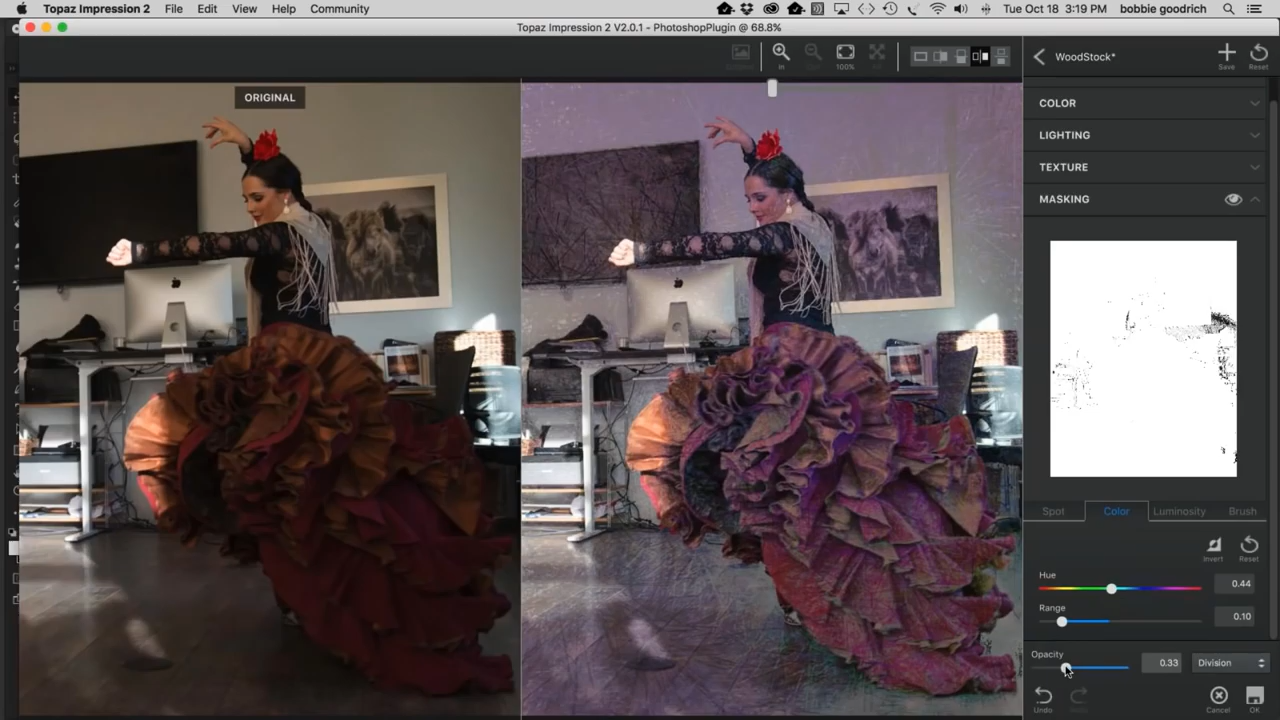 Topaz Impression 2 File Edit View Help Community Tue Oct 18 3:19 PM bobbie goodrich
Topaz Impression 2 V2.0.1 - PhotoshopPlugin @ 68.8%
In 100% WoodStock* Save Reset
ORIGINAL
COLOR
LIGHTING
TEXTURE
MASKING
Spot Color Luminosity Brush
Invert Reset
Hue 0.44
Range 0.10
Opacity 0.33 Division
Undo Cancel OK